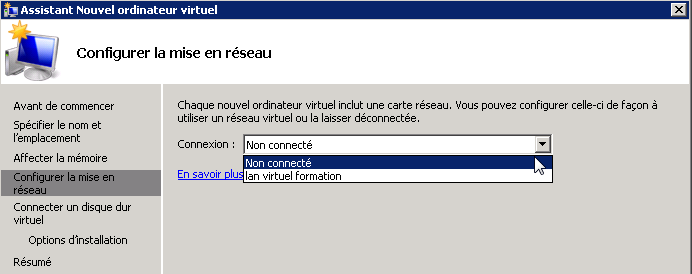 Assistant Nouvel ordinateur virtuel
Configurer la mise en réseau
Avant de commencer
Spécifier le nom et
l'emplacement
Affecter la mémoire
Configurer la mise en
réseau
Connecter un disque dur
virtuel
Options d'installation
Résumé
Chaque nouvel ordinateur virtuel inclut une carte réseau. Vous pouvez configurer celle-ci de façon à
utiliser un réseau virtuel ou la laisser déconnectée.
Connexion : Non connecté
Non connecté
lan virtuel formation
En savoir plus